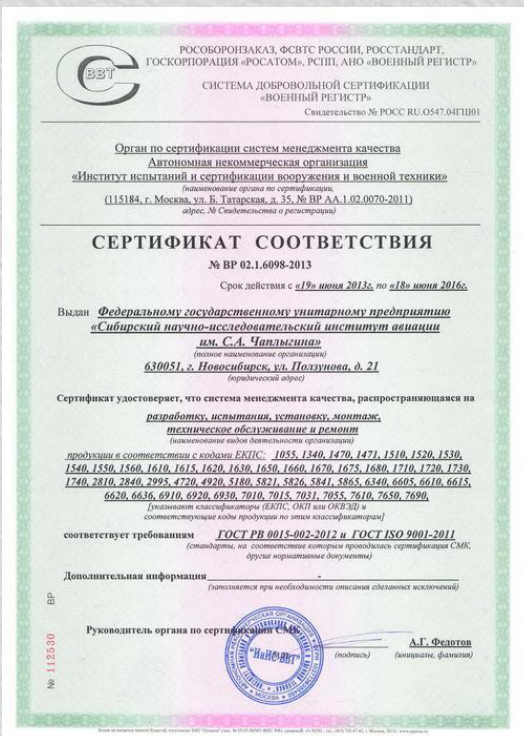 ВВТ
РОСОБОРОНЗАКАЗ, ФСВТС РОССИИ, РОССТАНДАРТ,
ГОСКОРПОРАЦИЯ «РОСАТОМ», РСПП, АНО «ВОЕННЫЙ РЕГИСТР»
СИСТЕМА ДОБРОВОЛЬНОЙ СЕРТИФИКАЦИИ
«ВОЕННЫЙ РЕГИСТР»
Свидетельство № РОСС RU.О547.04ГШ01
Орган по сертификации систем менеджмента качества
Автономная некоммерческая организация
«Институт испытаний и сертификации вооружения и военной техники»
(наименование органа по сертификации,
(115184, г. Москва, ул. Б. Татарская, д. 35, № ВР АА.1.02.0070-2011)
адрес, № Свидетельства о регистрации)
СЕРТИФИКАТ СООТВЕТСТВИЯ
№ ВР 02.1.6098-2013
Срок действия с «19» июня 2013г. по «18» июня 2016г.
Выдан Федеральному государственному унитарному предприятию
«Сибирский научно-исследовательский институт авиации
им. С.А. Чаплыгина»
(полное наименование организации)
630051, г. Новосибирск, ул. Ползунова, д. 21
(юридический адрес)
Сертификат удостоверяет, что система менеджмента качества, распространяющаяся на
разработку, испытания, установку, монтаж,
техническое обслуживание и ремонт
(наименование видов деятельности организации)
продукции в соответствии с кодами ЕКПС: 1055, 1340, 1470, 1471, 1510, 1520, 1530,
1540, 1550, 1560, 1610, 1615, 1620, 1630, 1650, 1660, 1670, 1675, 1680, 1710, 1720, 1730,
1740, 2810, 2840, 2995, 4720, 4920, 5180, 5821, 5826, 5841, 5865, 6340, 6605, 6610, 6615,
6620, 6636, 6910, 6920, 6930, 7010, 7015, 7031, 7055, 7610, 7650, 7690,
[указывают классификаторы (ЕКПС, ОКП или ОКВЭД) и
соответствующие коды продукции по этим классификаторам]
соответствует требованиям ГОСТ РВ 0015-002-2012 и ГОСТ ISO 9001-2011
(стандарты, на соответствие которым проводилась сертификация СМК,
другие нормативные документы)
Дополнительная информация -
(заполняется при необходимости описания сделанных исключений)
Руководитель органа по сертификации СМК
А.Г. Федотов
(подпись) (инициалы, фамилия)
"ИнИС ВВТ"
МОСКВА
№ 112530 ВР